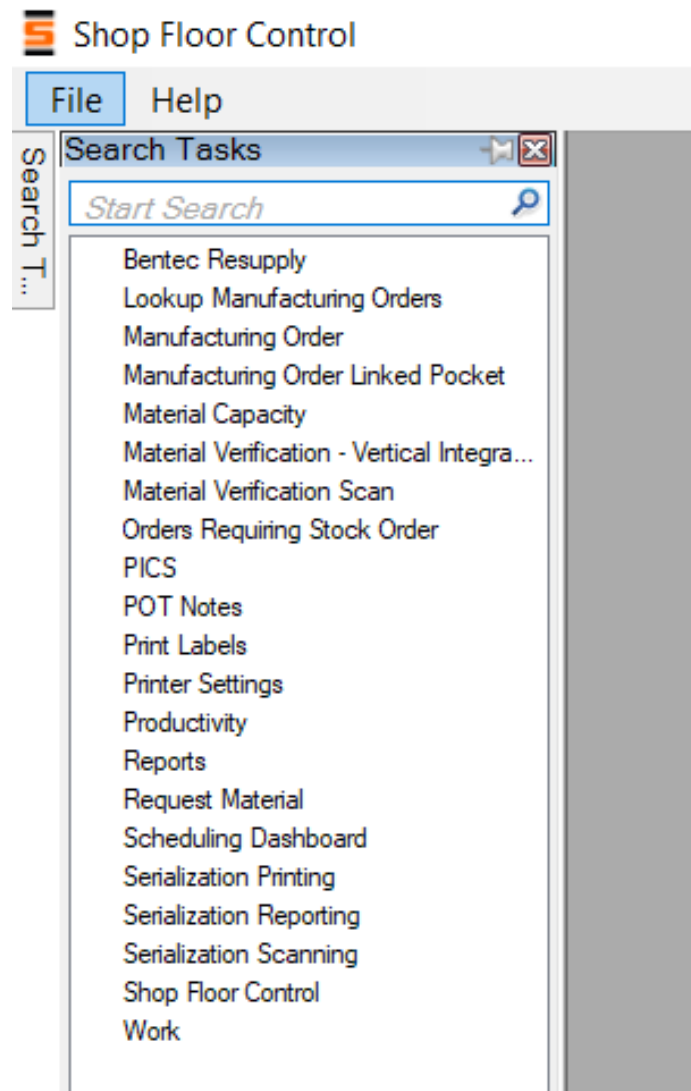 Shop Floor Control
File Help
Search T...
Search Tasks
Start Search
Bentec Resupply
Lookup Manufacturing Orders
Manufacturing Order
Manufacturing Order Linked Pocket
Material Capacity
Material Verification - Vertical Integra...
Material Verification Scan
Orders Requiring Stock Order
PICS
POT Notes
Print Labels
Printer Settings
Productivity
Reports
Request Material
Scheduling Dashboard
Serialization Printing
Serialization Reporting
Serialization Scanning
Shop Floor Control
Work